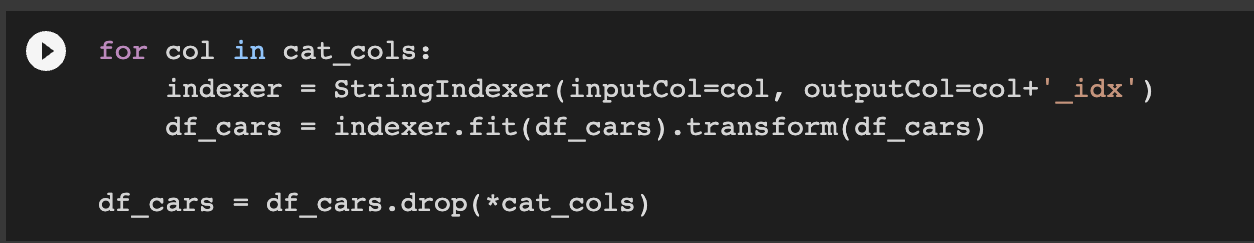 for col in cat_cols:
    indexer = StringIndexer(inputCol=col, outputCol=col+'_idx')
    df_cars = indexer.fit(df_cars).transform(df_cars)

df_cars = df_cars.drop(*cat_cols)